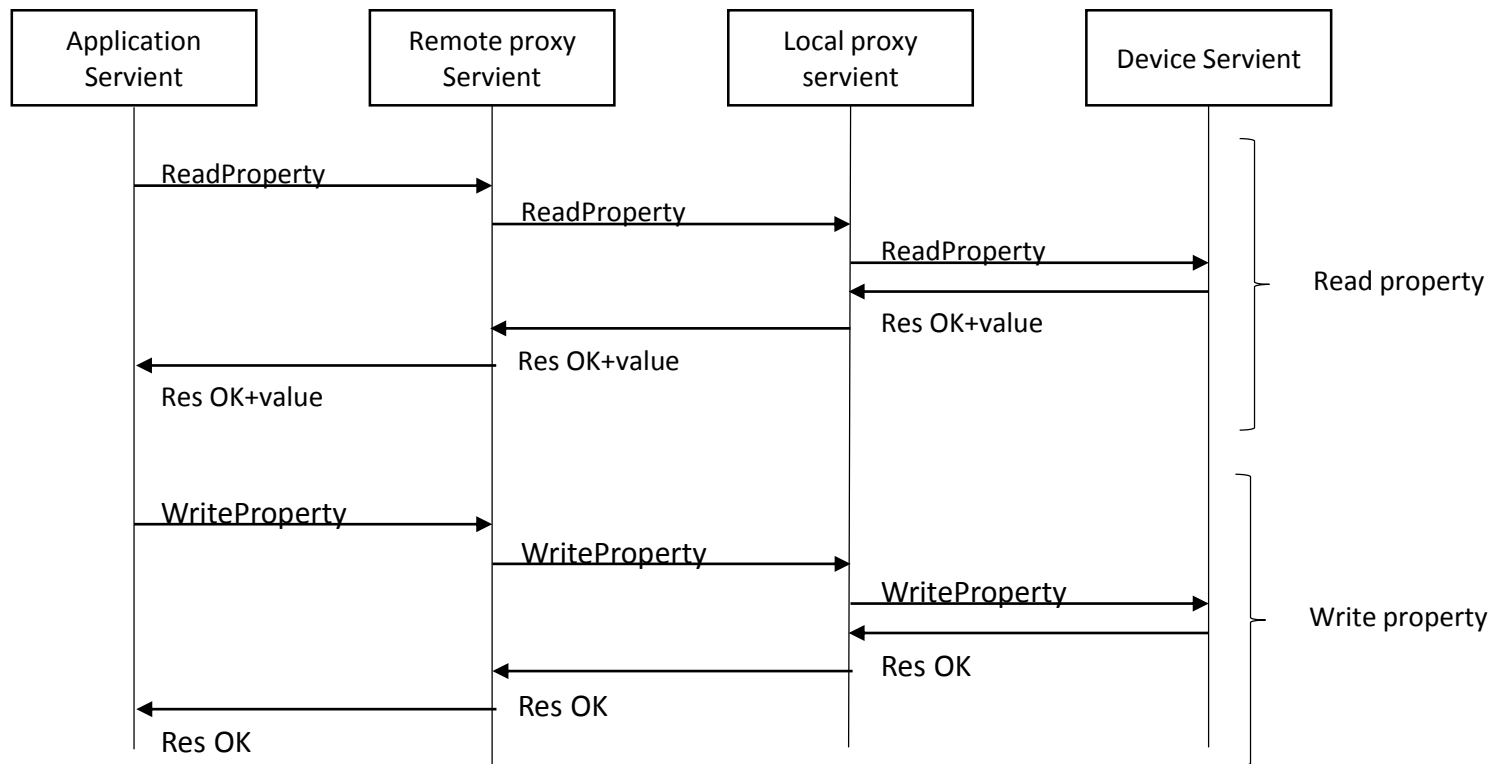 Application
Servient
Remote proxy
Servient
Local proxy
servient
Device Servient
ReadProperty
ReadProperty
ReadProperty
Read property
Res OK+value
Res OK+value
Res OK+value
WriteProperty
WriteProperty
WriteProperty
Write property
Res OK
Res OK
Res OK